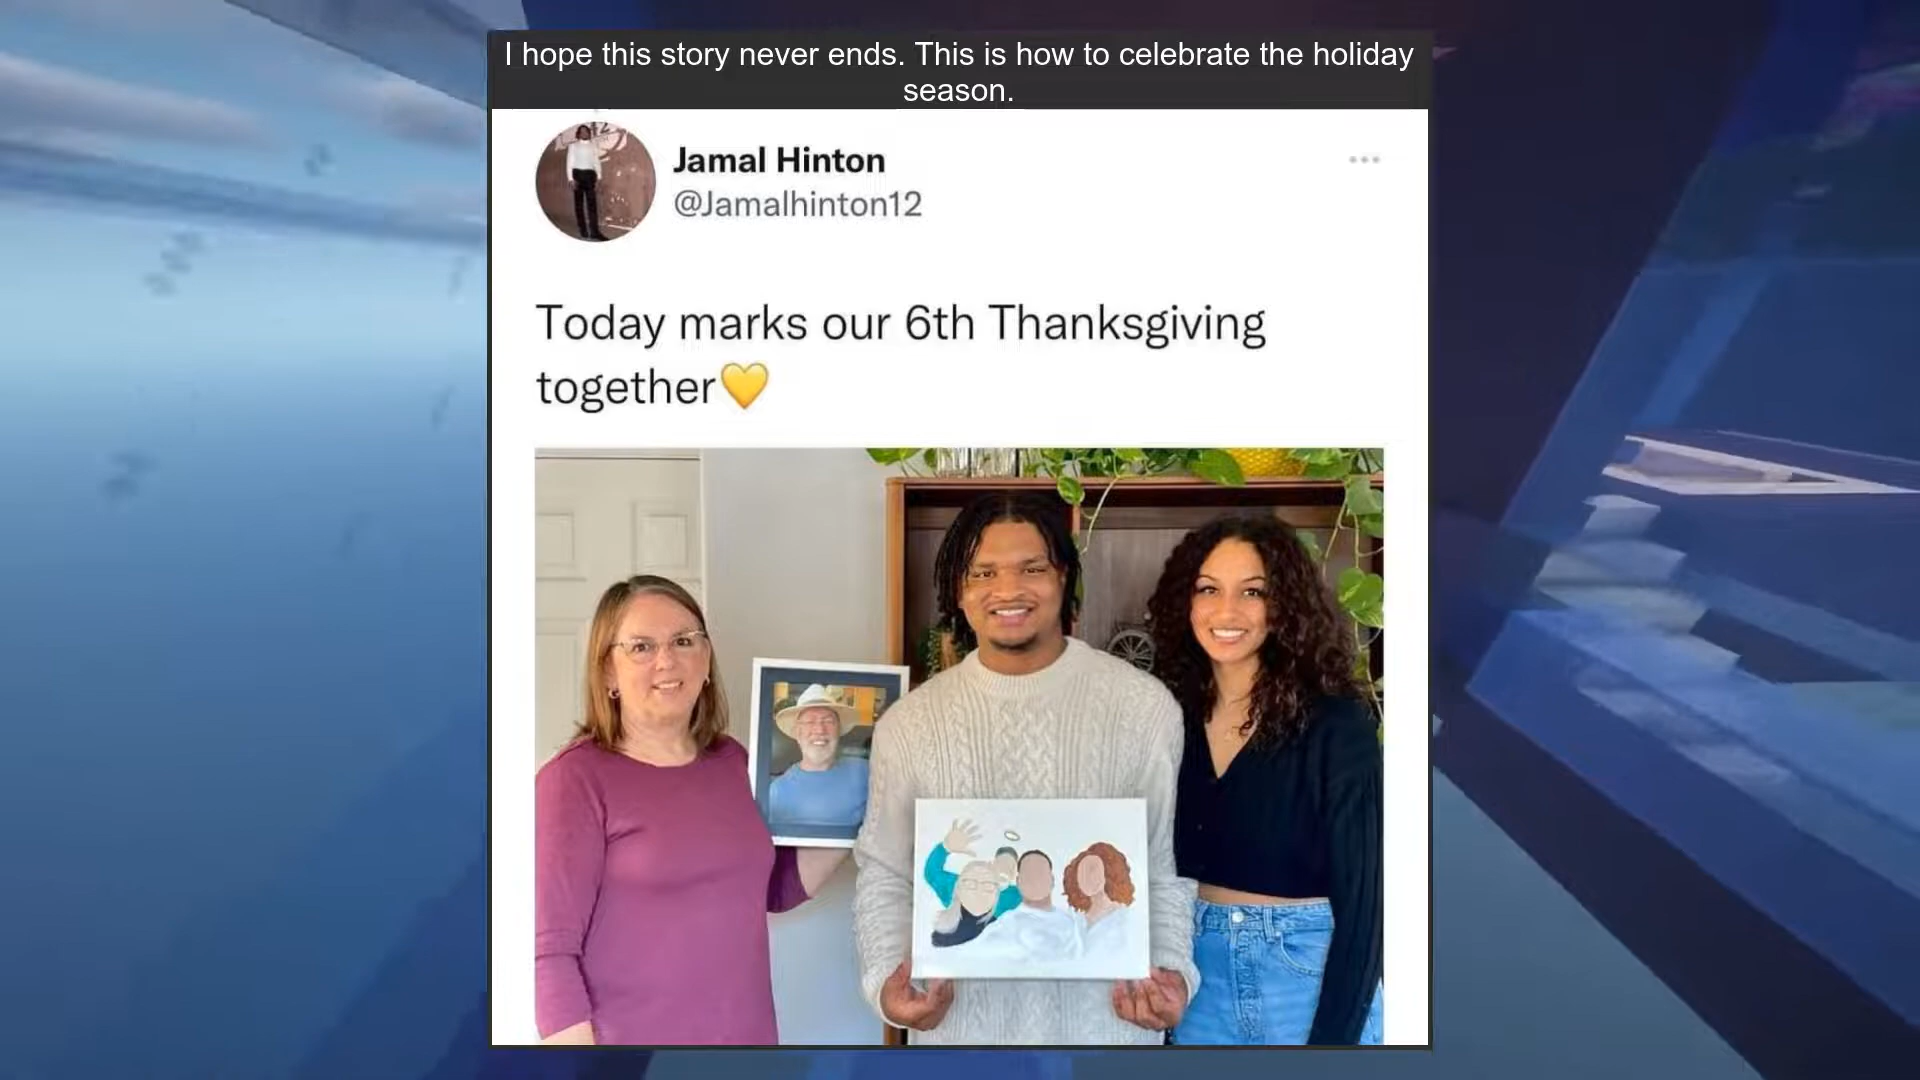 I hope this story never ends. This is how to celebrate the holiday
season.
Jamal Hinton
@Jamalhinton12
Today marks our 6th Thanksgiving
together💛